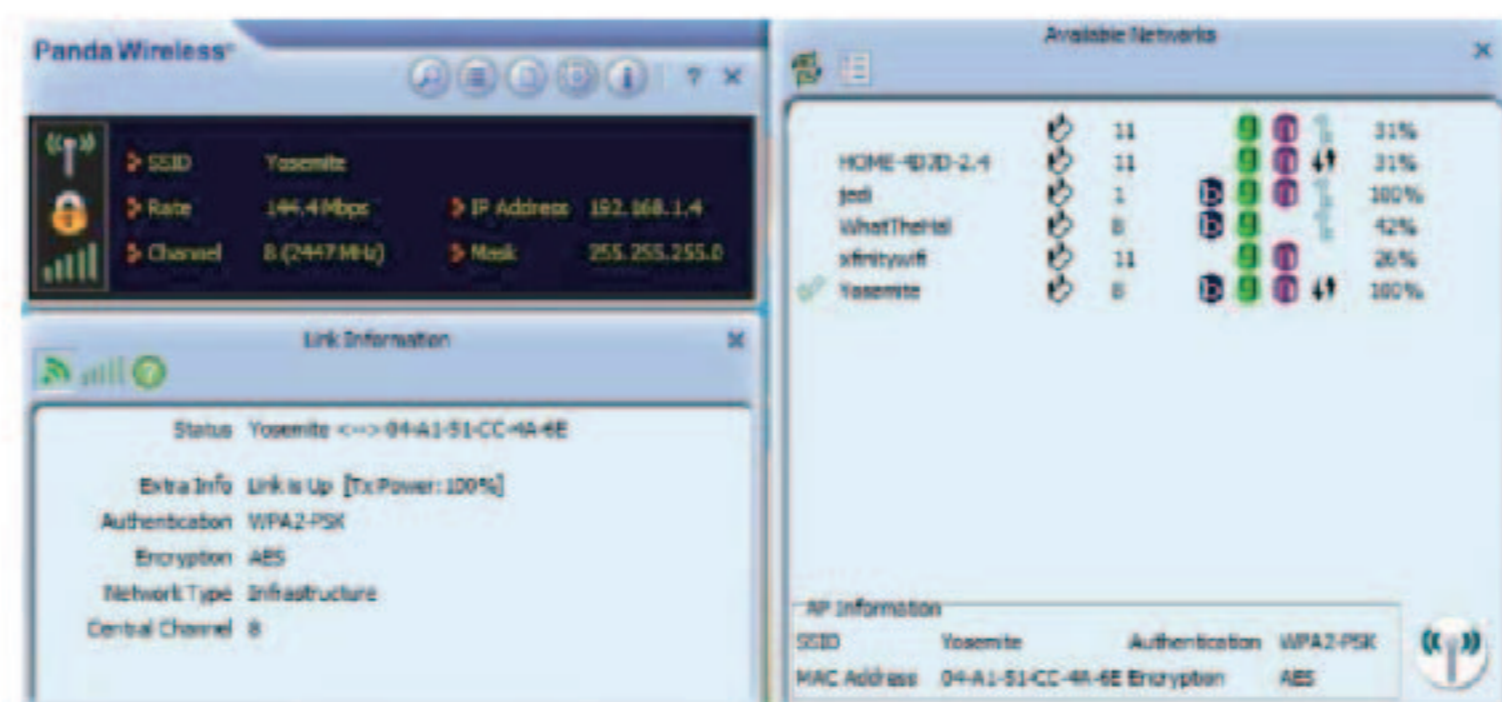 Panda Wireless®
? ×
SSID Yosemite
Rate 144.4 Mbps IP Address 192.168.1.4
Channel 8 (2447 MHz) Mask 255.255.255.0
Link Information ×
?
Status Yosemite <--> 04-A1-51-CC-4A-6E
Extra Info Link is Up [Tx Power:100%]
Authentication WPA2-PSK
Encryption AES
Network Type Infrastructure
Central Channel 8
Available Networks ×
11 g n 31%
HOME-4D3D-2.4 11 g n 31%
jedi 1 b g n 100%
8 b g 42%
xfinitywifi 11 g n 26%
Yosemite 8 b g n 100%
AP Information
SSID Yosemite Authentication WPA2-PSK
MAC Address 04-A1-51-CC-4A-6E Encryption AES